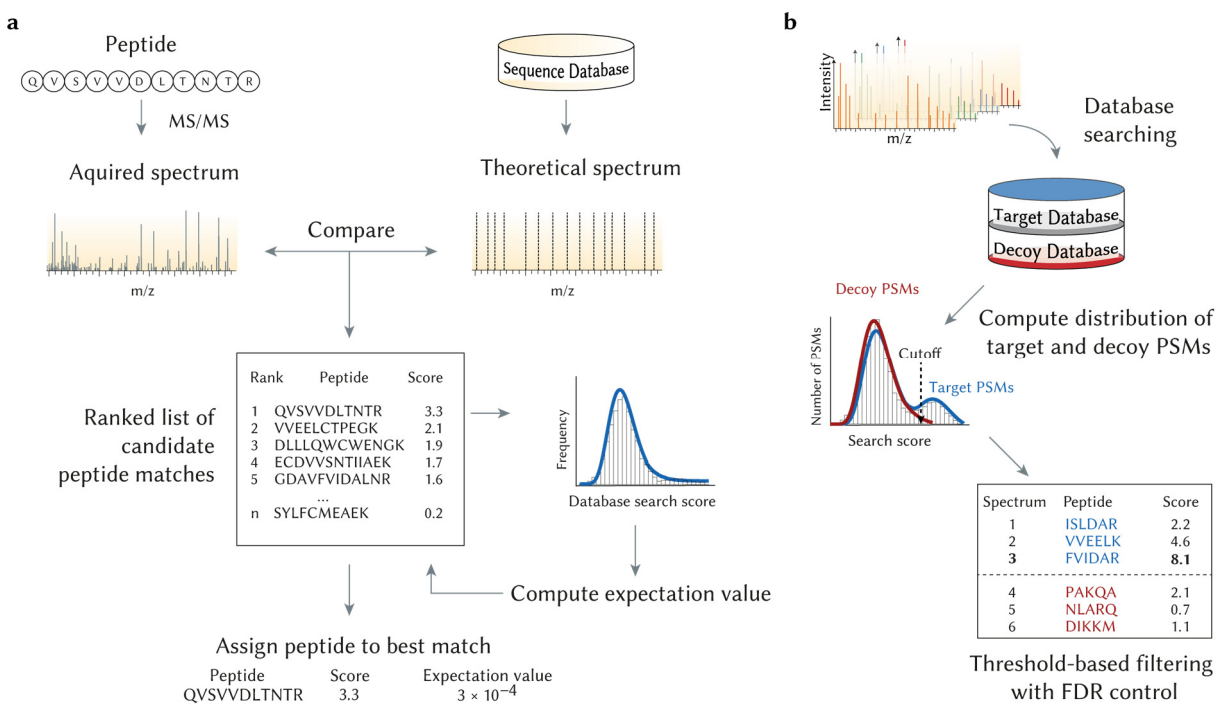 a
Peptide
Q V S V V D L T N T R
MS/MS
Aquired spectrum
m/z
Sequence Database
Theoretical spectrum
m/z
Compare
Ranked list of
candidate
peptide matches
Rank Peptide Score
1 QVSVVDLTNTR 3.3
2 VVEELCTPEGK 2.1
3 DLLLQWCWENGK 1.9
4 ECDVVSNTIIAEK 1.7
5 GDAVFVIDALNR 1.6
...
n SYLFCMEAEK 0.2
Frequency
Database search score
Compute expectation value
Assign peptide to best match
Peptide Score Expectation value
QVSVVDLTNTR 3.3 3 × 10⁻⁴
b
Intensity
m/z
Database
searching
Target Database
Decoy Database
Decoy PSMs
Number of PSMs
Cutoff
Target PSMs
Search score
Compute distribution of
target and decoy PSMs
Spectrum Peptide Score
1 ISLDAR 2.2
2 VVEELK 4.6
3 FVIDAR 8.1
4 PAKQA 2.1
5 NLARQ 0.7
6 DIKKM 1.1
Threshold-based filtering
with FDR control